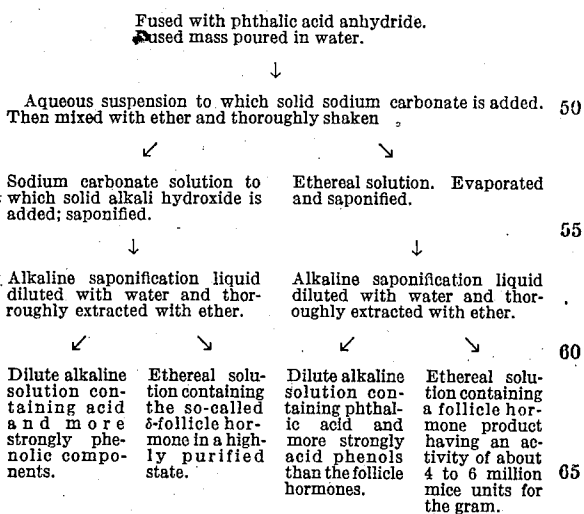 Fused with phthalic acid anhydride.
Fused mass poured in water.
↓
Aqueous suspension to which solid sodium carbonate is added. 50
Then mixed with ether and thoroughly shaken
↙ ↘
Sodium carbonate solution to
which solid alkali hydroxide is
added; saponified.
Ethereal solution. Evaporated
and saponified.
55
↓ ↓
Alkaline saponification liquid
diluted with water and thor-
roughly extracted with ether.
Alkaline saponification liquid
diluted with water and thor-
oughly extracted with ether.
60
↙ ↘ ↙ ↘
Dilute alkaline
solution con-
taining acid
and more
strongly phe-
nolic compo-
nents.
Ethereal solu-
tion containing
the so-called
δ-follicle hor-
mone in a high-
ly purified
state.
Dilute alkaline
solution con-
taining phthal-
ic acid and
more strongly
acid phenols
than the follicle
hormones.
Ethereal solu-
tion containing
a follicle hor-
mone product
having an ac-
tivity of about
4 to 6 million
mice units for
the gram.
65